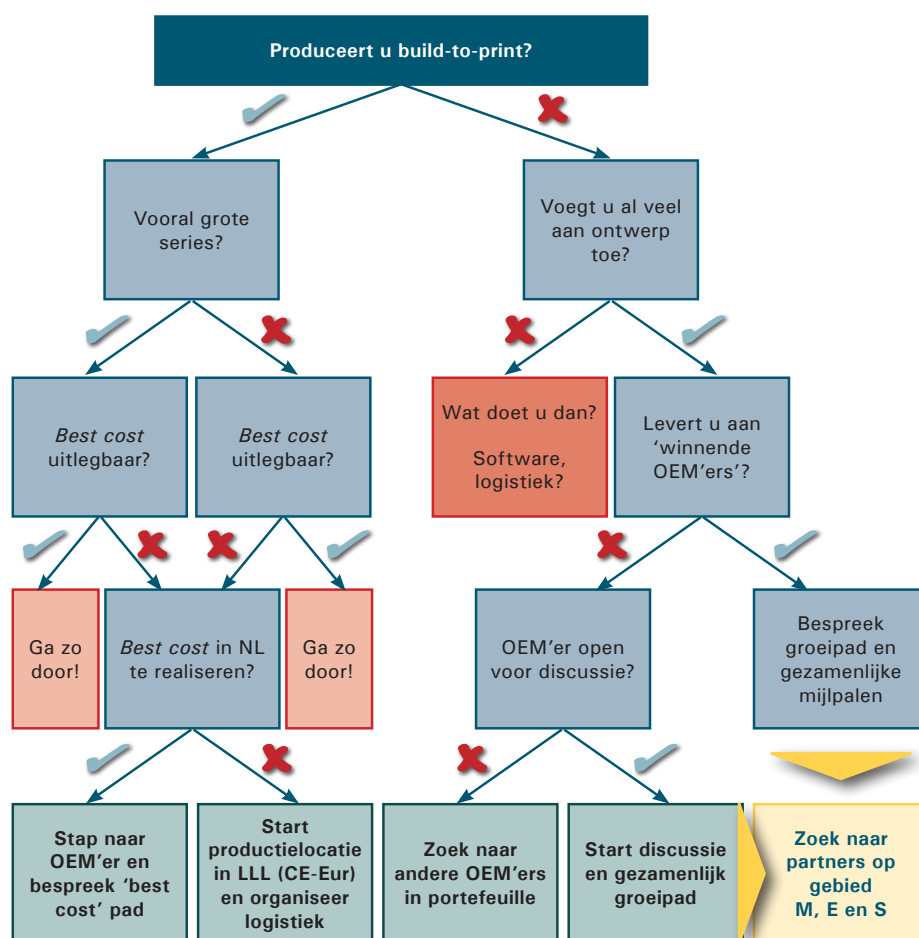 Produceert u build-to-print?
Vooral grote
series?
Voegt u al veel
aan ontwerp
toe?
Best cost
uitlegbaar?
Best cost
uitlegbaar?
Wat doet u dan?
Software,
logistiek?
Levert u aan
‘winnende
OEM’ers’?
Ga zo
door!
Best cost in NL
te realiseren?
Ga zo
door!
OEM’er open
voor discussie?
Bespreek
groeipad en
gezamenlijke
mijlpalen
Stap naar
OEM’er en
bespreek ‘best
cost’ pad
Start
productielocatie
in LLL (CE-Eur)
en organiseer
logistiek
Zoek naar
andere OEM’ers
in portefeuille
Start discussie
en gezamenlijk
groeipad
Zoek naar
partners op
gebied
M, E en S